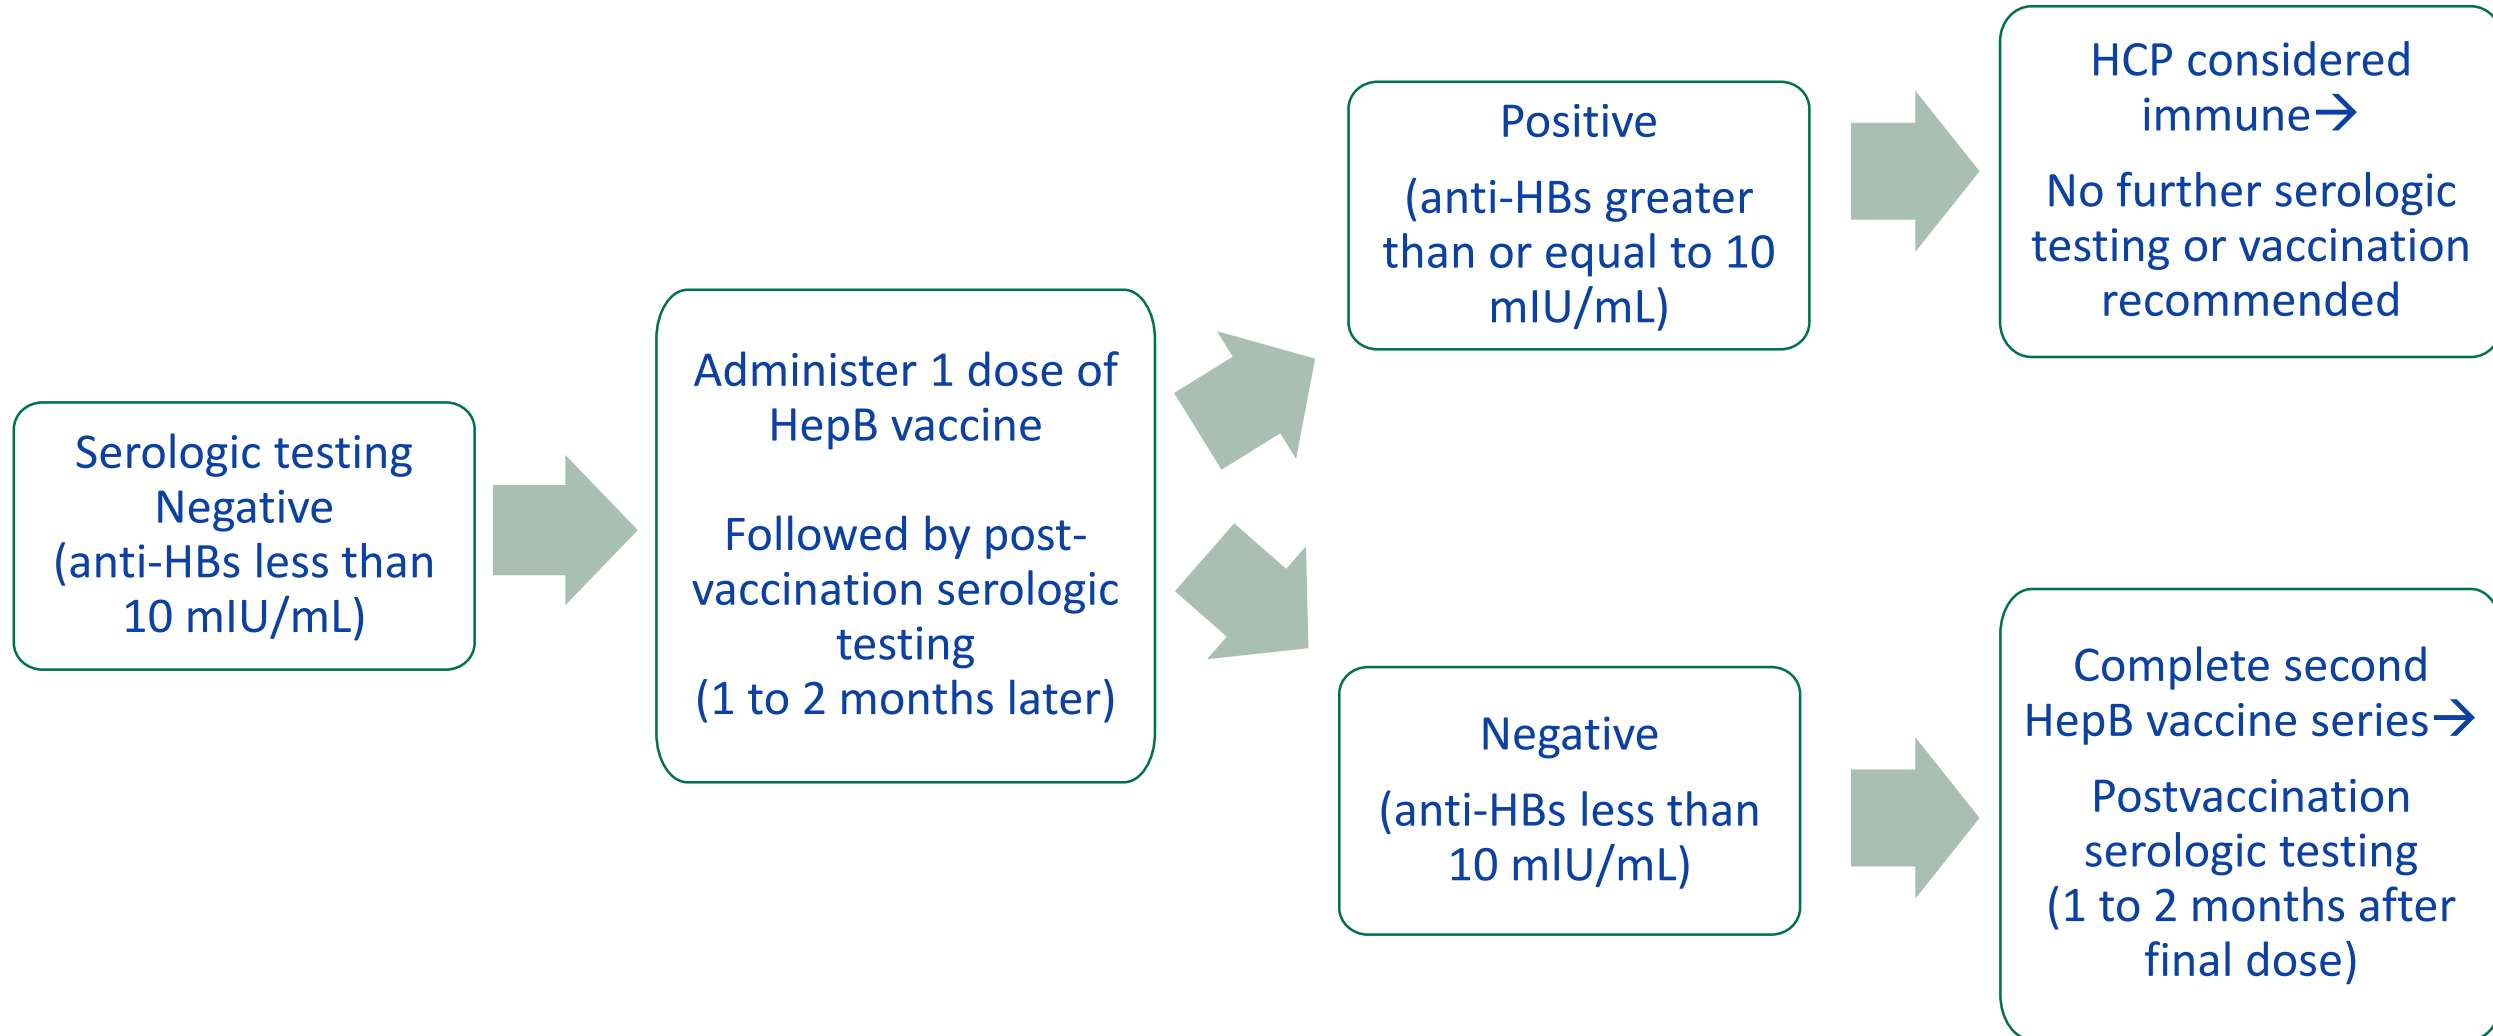 Serologic testing
Negative
(anti-HBs less than
10 mIU/mL)
Administer 1 dose of
HepB vaccine
Followed by post-
vaccination serologic
testing
(1 to 2 months later)
Positive
(anti-HBs greater
than or equal to 10
mIU/mL)
HCP considered
immune→
No further serologic
testing or vaccination
recommended
Negative
(anti-HBs less than
10 mIU/mL)
Complete second
HepB vaccine series→
Postvaccination
serologic testing
(1 to 2 months after
final dose)